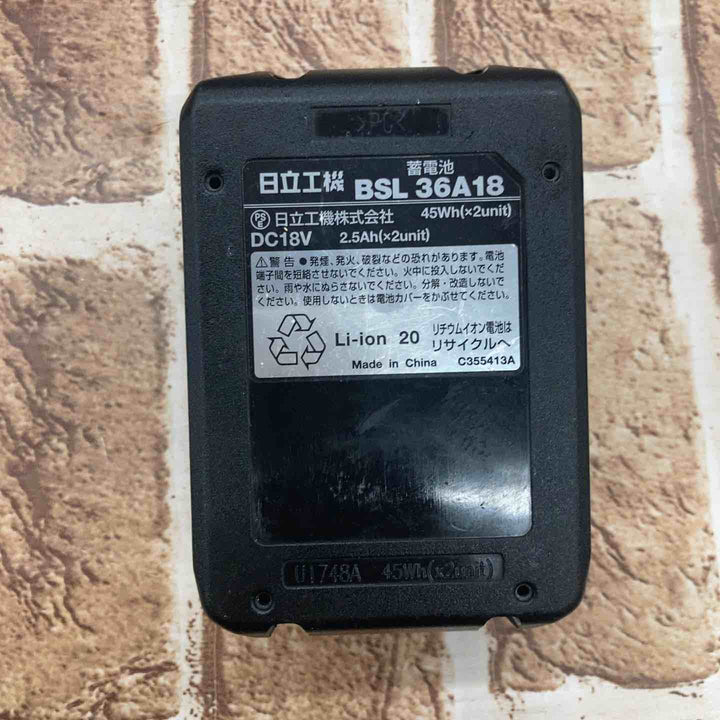 >PC<
蓄電池
日立工機 BSL 36A18
PSE 日立工機株式会社 45Wh(×2unit)
DC18V 2.5Ah(×2unit)
⚠警告 ●発煙、発火、破裂などの恐れがあります。電池
端子間を短絡させないでください。火中に投入しないでくだ
さい。雨や水にぬらさないでください。分解・改造しないで
ください。使用しないときは電池カバーをかぶせてください。
Li-ion 20 リチウムイオン電池は
リサイクルへ
Made in China C355413A
U1748A 45Wh(x2unit)